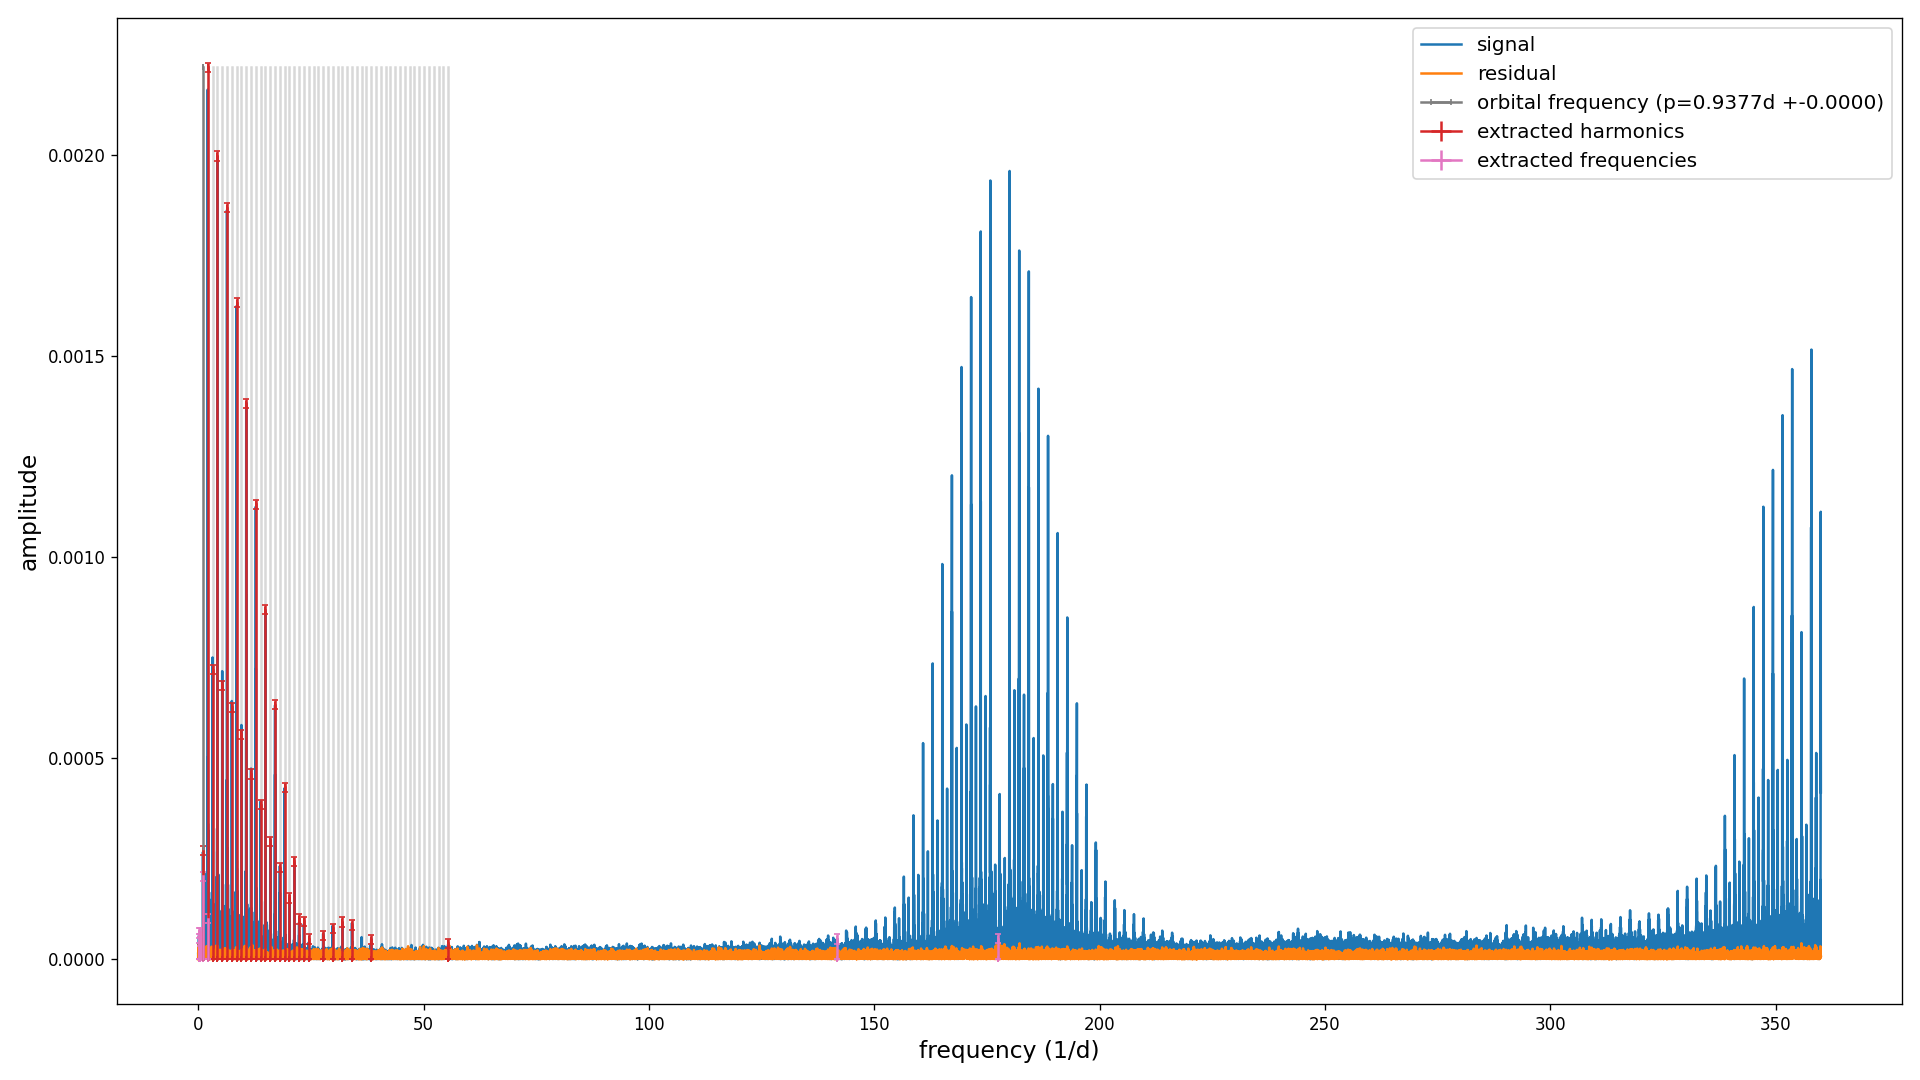 signal
residual
orbital frequency (p=0.9377d +-0.0000)
extracted harmonics
extracted frequencies
0.0020
0.0015
0.0010
0.0005
0.0000
amplitude
0 50 100 150 200 250 300 350
frequency (1/d)